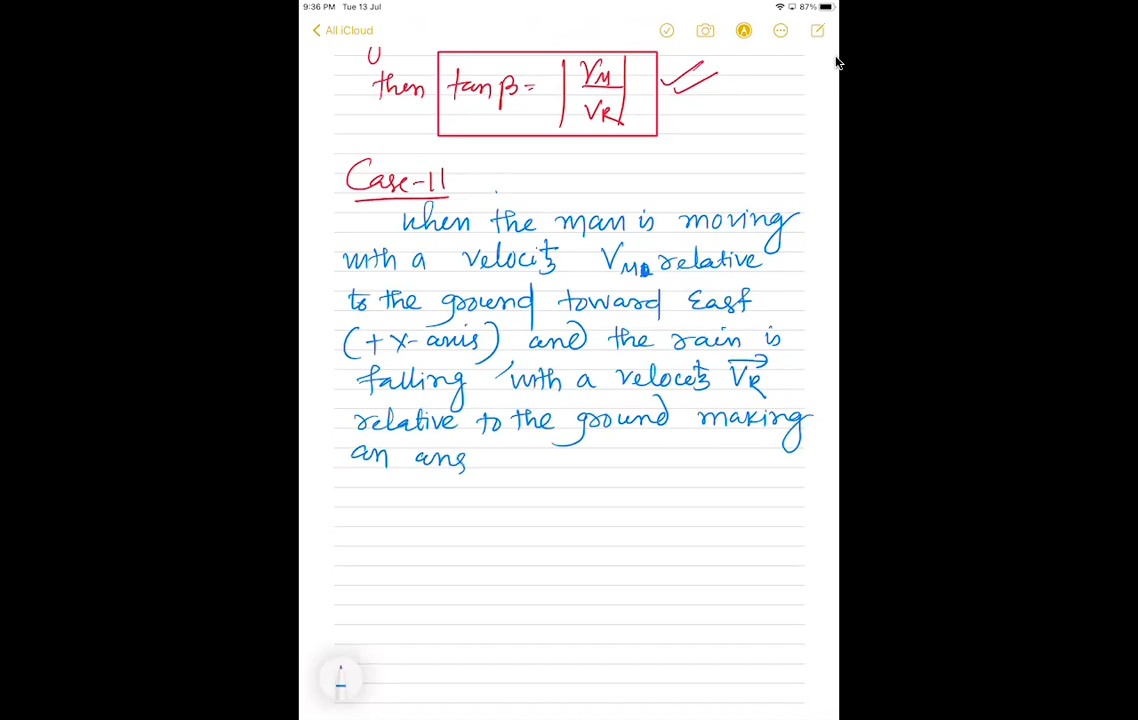 9:36 PM Tue 13 Jul
87%
All iCloud
then tan β = | VM / VR |
Case-II
when the man is moving
with a velocity VM relative
to the ground toward East
(+ X-axis) and the rain is
falling with a velocity VR
relative to the ground making
an ang